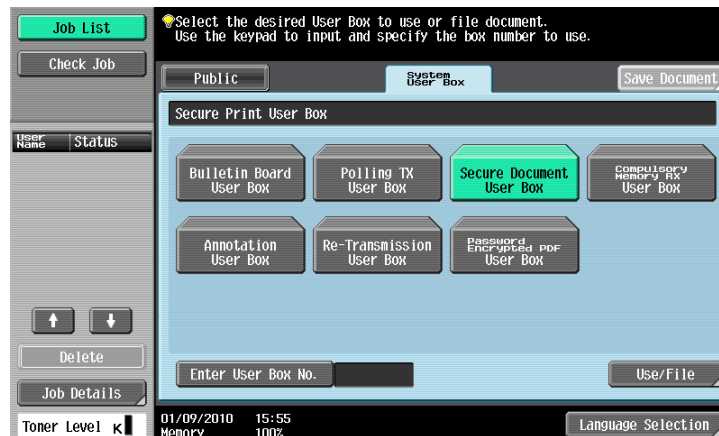 Job List
Check Job
User Name
Status
Delete
Job Details
Toner Level K
Select the desired User Box to use or file document.
Use the keypad to input and specify the box number to use.
Public
System User Box
Save Document
Secure Print User Box
Bulletin Board
User Box
Polling TX
User Box
Secure Document
User Box
Compulsory
Memory RX
User Box
Annotation
User Box
Re-Transmission
User Box
Password
Encrypted PDF
User Box
Enter User Box No.
Use/File
01/09/2010 15:55
Memory 100%
Language Selection